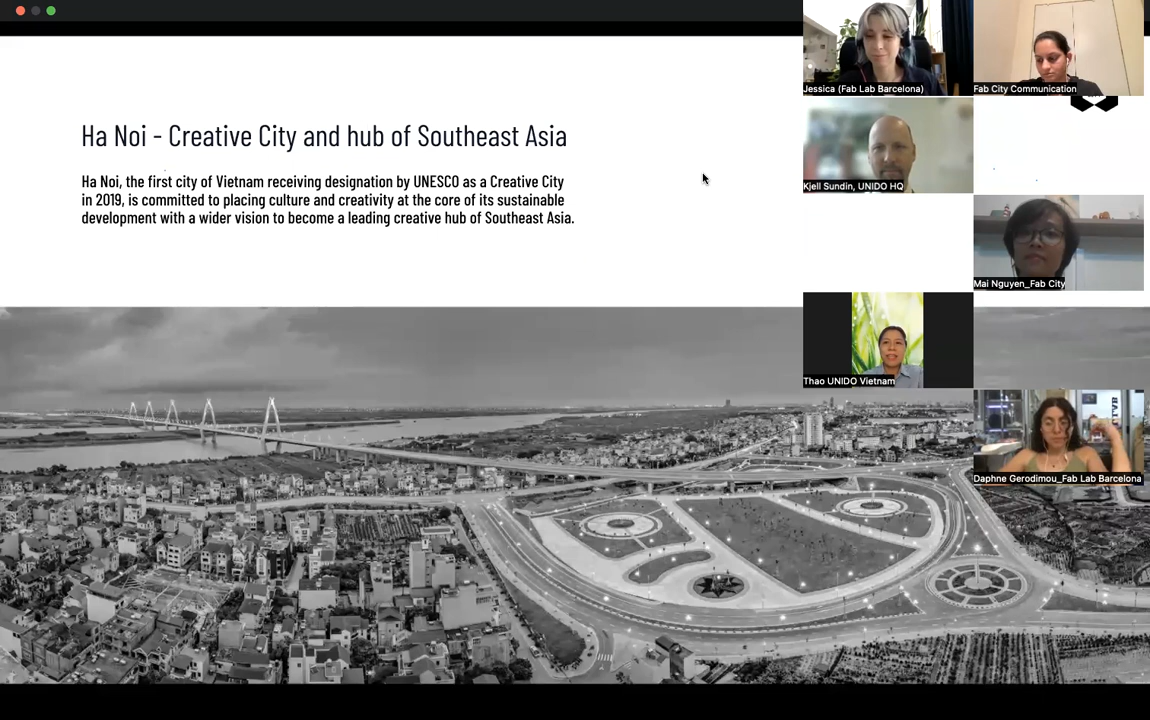 Ha Noi - Creative City and hub of Southeast Asia
Ha Noi, the first city of Vietnam receiving designation by UNESCO as a Creative City
in 2019, is committed to placing culture and creativity at the core of its sustainable
development with a wider vision to become a leading creative hub of Southeast Asia.
Jessica (Fab Lab Barcelona)
Fab City Communication
Kjell Sundin, UNIDO HQ
Mai Nguyen_Fab City
Thao UNIDO Vietnam
Daphne Gerodimou_Fab Lab Barcelona